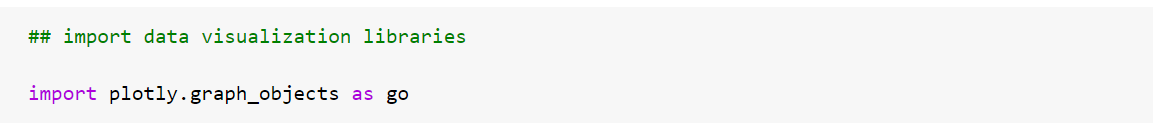 ## import data visualization libraries
import plotly.graph_objects as go